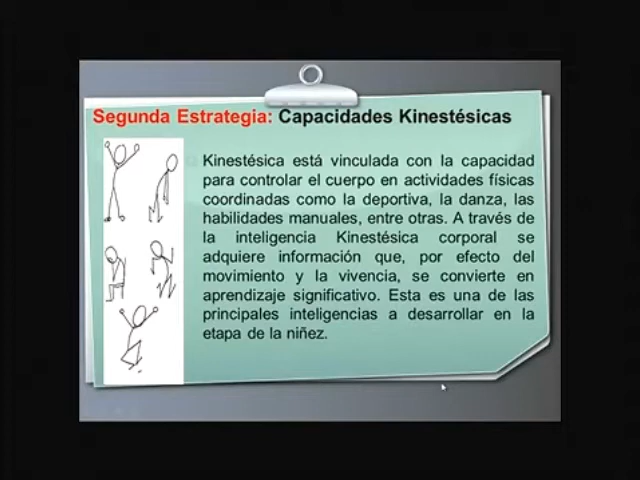 Segunda Estrategia: Capacidades Kinestésicas
Kinestésica está vinculada con la capacidad
para controlar el cuerpo en actividades físicas
coordinadas como la deportiva, la danza, las
habilidades manuales, entre otras. A través de
la inteligencia Kinestésica corporal se
adquiere información que, por efecto del
movimiento y la vivencia, se convierte en
aprendizaje significativo. Esta es una de las
principales inteligencias a desarrollar en la
etapa de la niñez.